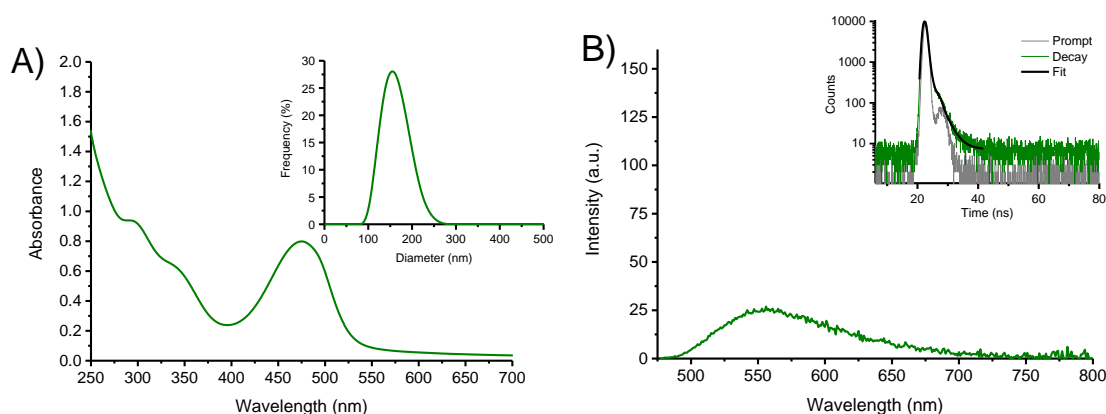 A)
2.0
1.8
1.6
1.4
1.2
1.0
0.8
0.6
0.4
0.2
0.0
250 300 350 400 450 500 550 600 650 700
Absorbance
Wavelength (nm)
30
25
20
15
10
5
0
0 100 200 300 400 500
Frequency (%)
Diameter (nm)
B)
150
125
100
75
50
25
0
500 550 600 650 700 750 800
Intensity (a.u.)
Wavelength (nm)
10000
1000
100
10
20 40 60 80
Counts
Time (ns)
Prompt
Decay
Fit